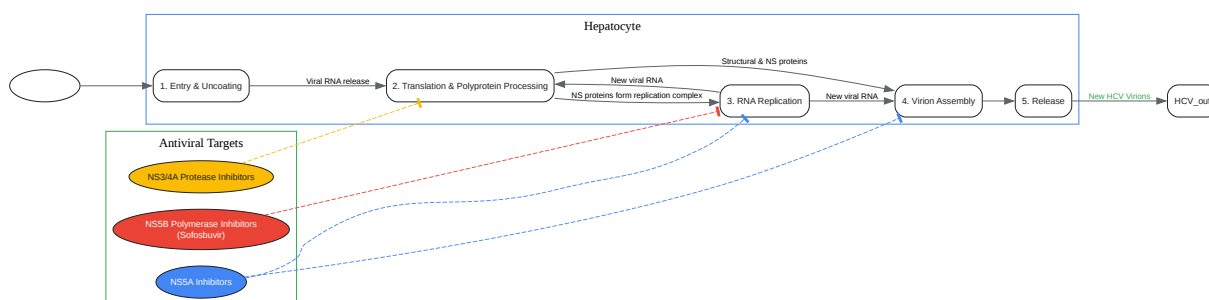 Hepatocyte
1. Entry & Uncoating
Viral RNA release
2. Translation & Polyprotein Processing
Structural & NS proteins
New viral RNA
NS proteins form replication complex
3. RNA Replication
New viral RNA
4. Virion Assembly
5. Release
New HCV Virions
HCV_out
Antiviral Targets
NS3/4A Protease Inhibitors
NS5B Polymerase Inhibitors
(Sofosbuvir)
NS5A Inhibitors